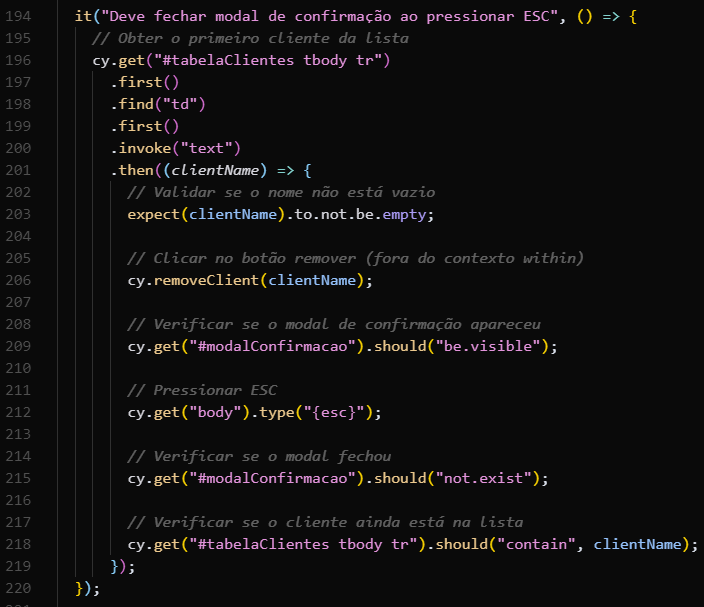 194 it("Deve fechar modal de confirmação ao pressionar ESC", () => {
195 // Obter o primeiro cliente da lista
196 cy.get("#tabelaClientes tbody tr")
197 .first()
198 .find("td")
199 .first()
200 .invoke("text")
201 .then((clientName) => {
202 // Validar se o nome não está vazio
203 expect(clientName).to.not.be.empty;
204
205 // Clicar no botão remover (fora do contexto within)
206 cy.removeClient(clientName);
207
208 // Verificar se o modal de confirmação apareceu
209 cy.get("#modalConfirmacao").should("be.visible");
210
211 // Pressionar ESC
212 cy.get("body").type("{esc}");
213
214 // Verificar se o modal fechou
215 cy.get("#modalConfirmacao").should("not.exist");
216
217 // Verificar se o cliente ainda está na lista
218 cy.get("#tabelaClientes tbody tr").should("contain", clientName);
219 });
220 });